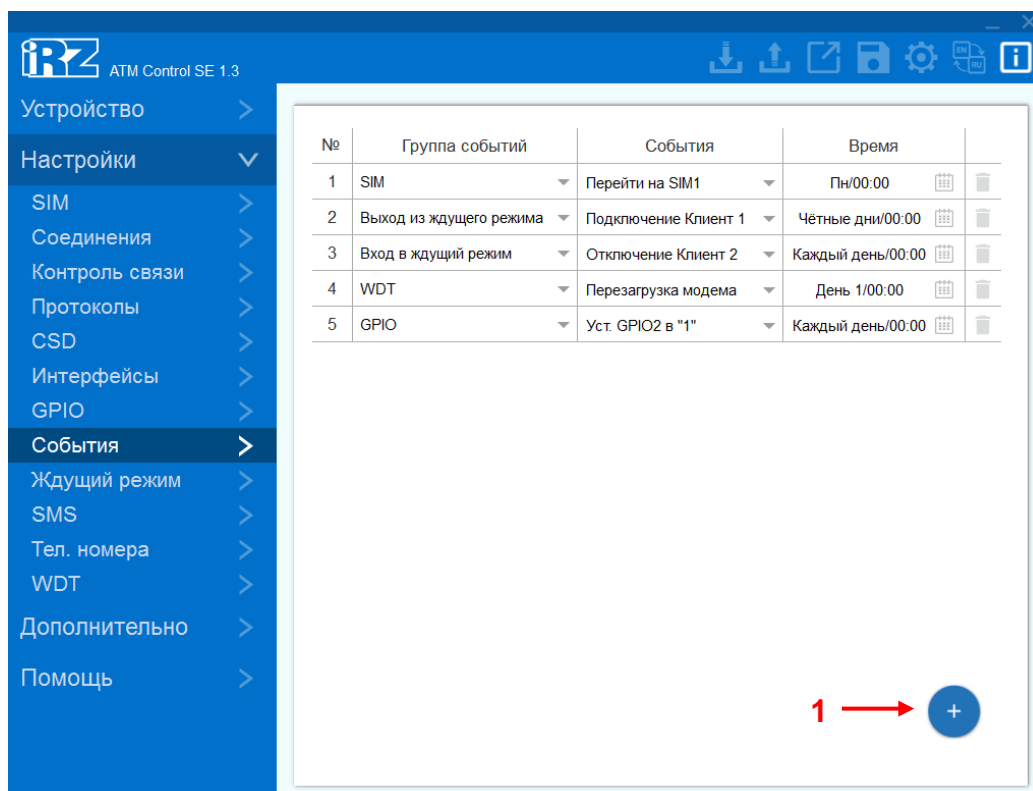 iRZ ATM Control SE 1.3
EN RU
Устройство
Настройки
SIM
Соединения
Контроль связи
Протоколы
CSD
Интерфейсы
GPIO
События
Ждущий режим
SMS
Тел. номера
WDT
Дополнительно
Помощь
№ Группа событий События Время
1 SIM Перейти на SIM1 Пн/00:00
2 Выход из ждущего режима Подключение Клиент 1 Чётные дни/00:00
3 Вход в ждущий режим Отключение Клиент 2 Каждый день/00:00
4 WDT Перезагрузка модема День 1/00:00
5 GPIO Уст. GPIO2 в "1" Каждый день/00:00
1
+